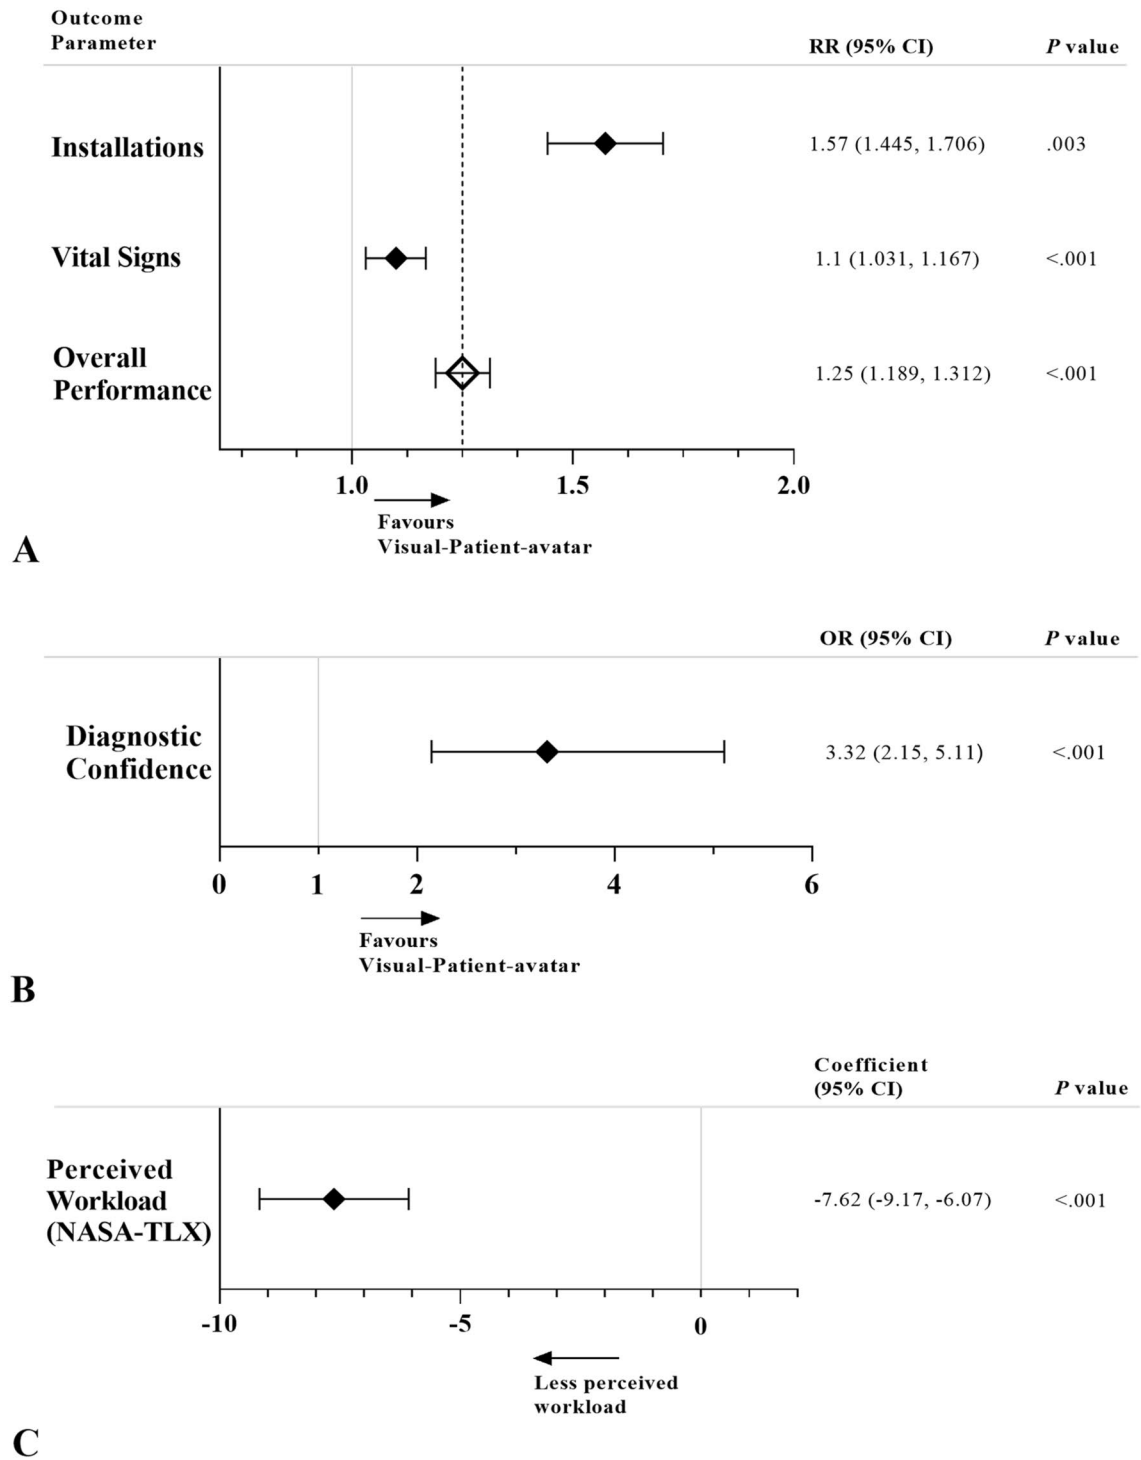 Outcome
Parameter
RR (95% CI)
P value
Installations
1.57 (1.445, 1.706)
.003
Vital Signs
1.1 (1.031, 1.167)
<.001
Overall
Performance
1.25 (1.189, 1.312)
<.001
1.0
1.5
2.0
Favours
Visual-Patient-avatar
A
OR (95% CI)
P value
Diagnostic
Confidence
3.32 (2.15, 5.11)
<.001
0
1
2
4
6
Favours
Visual-Patient-avatar
B
Coefficient
(95% CI)
P value
Perceived
Workload
(NASA-TLX)
-7.62 (-9.17, -6.07)
<.001
-10
-5
0
Less perceived
workload
C